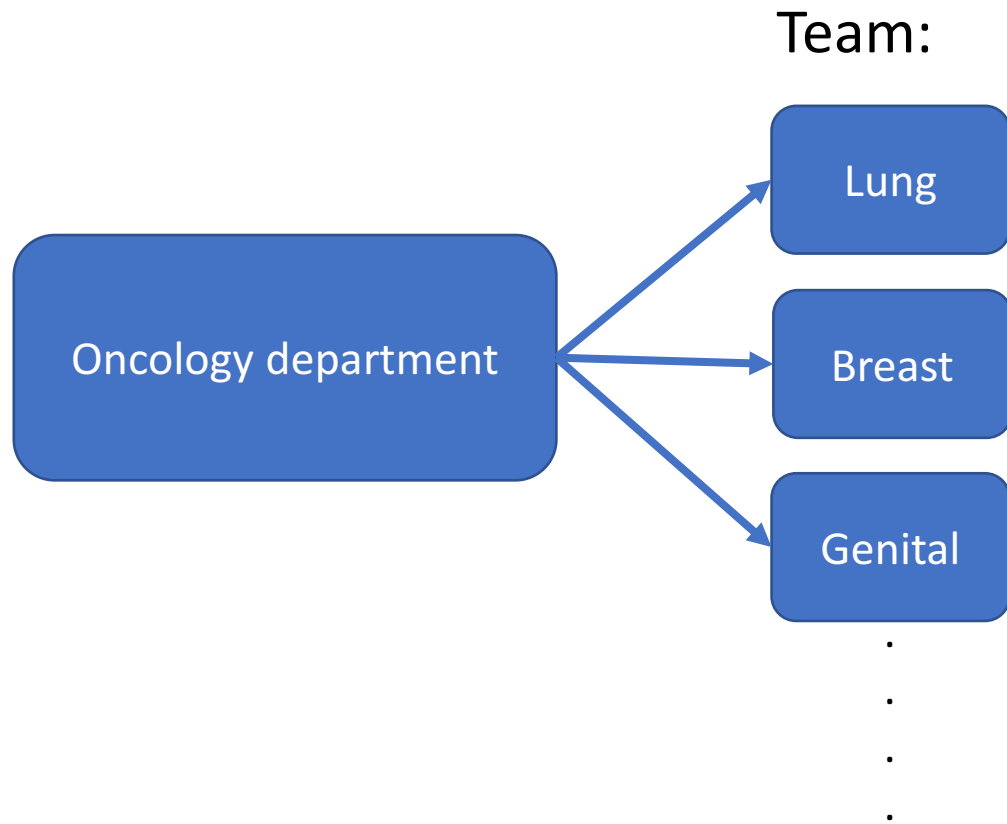 Team:
Lung
Oncology department
Breast
Genital
.
.
.
.